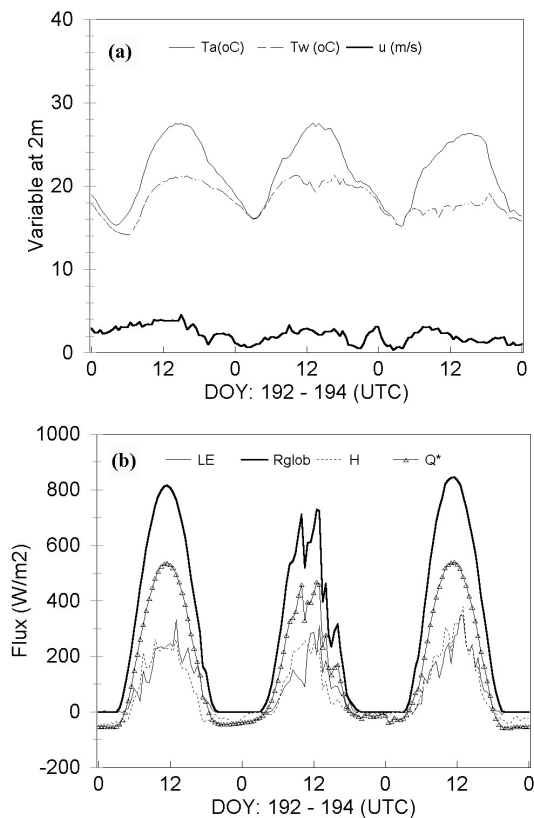 (a)
Ta(oC) Tw (oC) u (m/s)
40
30
20
10
0
Variable at 2m
0 12 0 12 0 12 0
DOY: 192 - 194 (UTC)
(b)
LE Rglob H Q*
1000
800
600
400
200
0
-200
Flux (W/m2)
0 12 0 12 0 12 0
DOY: 192 - 194 (UTC)